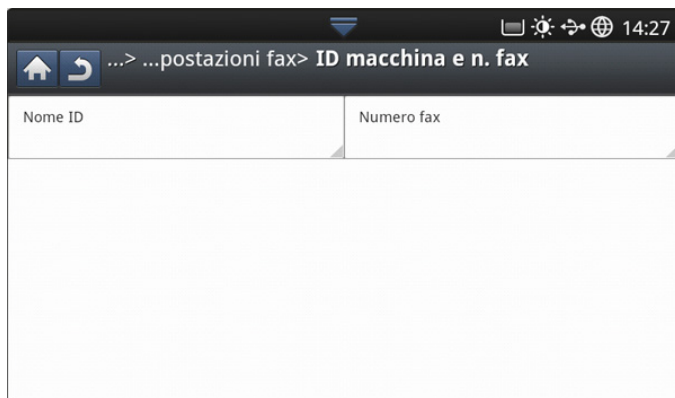 14:27
...> ...postazioni fax> ID macchina e n. fax
Nome ID
Numero fax